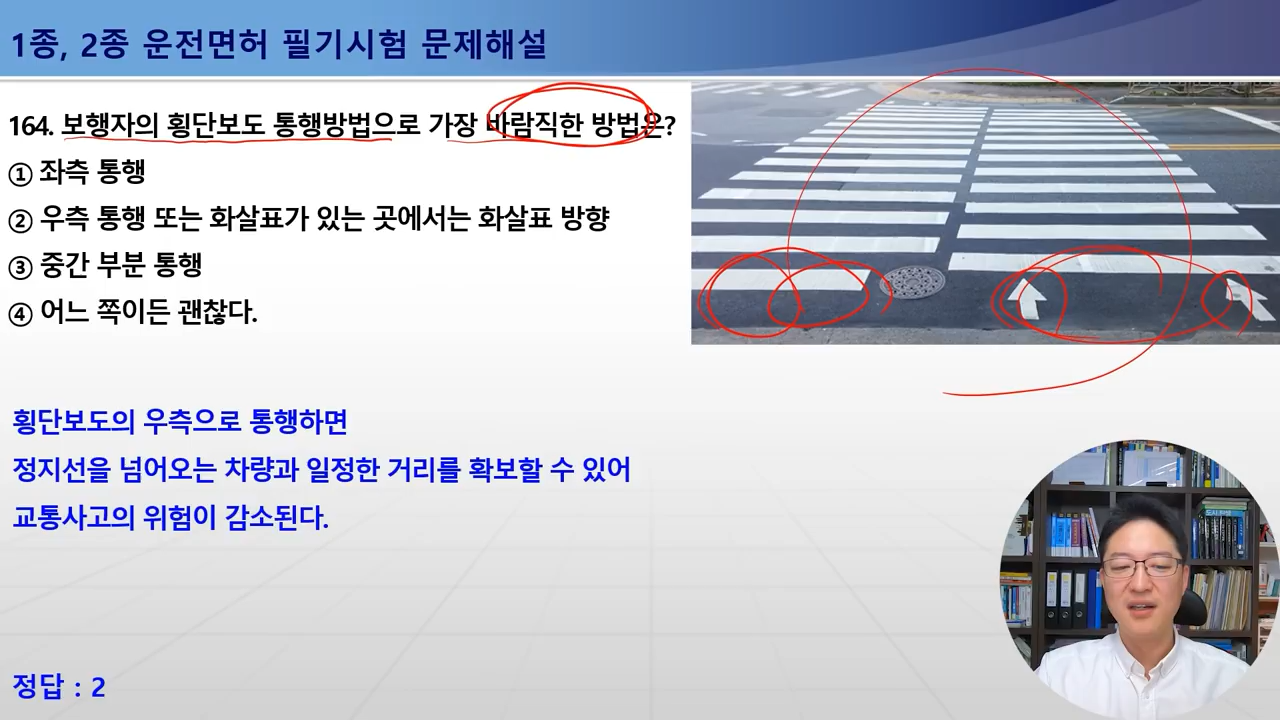 1종, 2종 운전면허 필기시험 문제해설
164. 보행자의 횡단보도 통행방법으로 가장 바람직한 방법은?
① 좌측 통행
② 우측 통행 또는 화살표가 있는 곳에서는 화살표 방향
③ 중간 부분 통행
④ 어느 쪽이든 괜찮다.
횡단보도의 우측으로 통행하면
정지선을 넘어오는 차량과 일정한 거리를 확보할 수 있어
교통사고의 위험이 감소된다.
정답 : 2